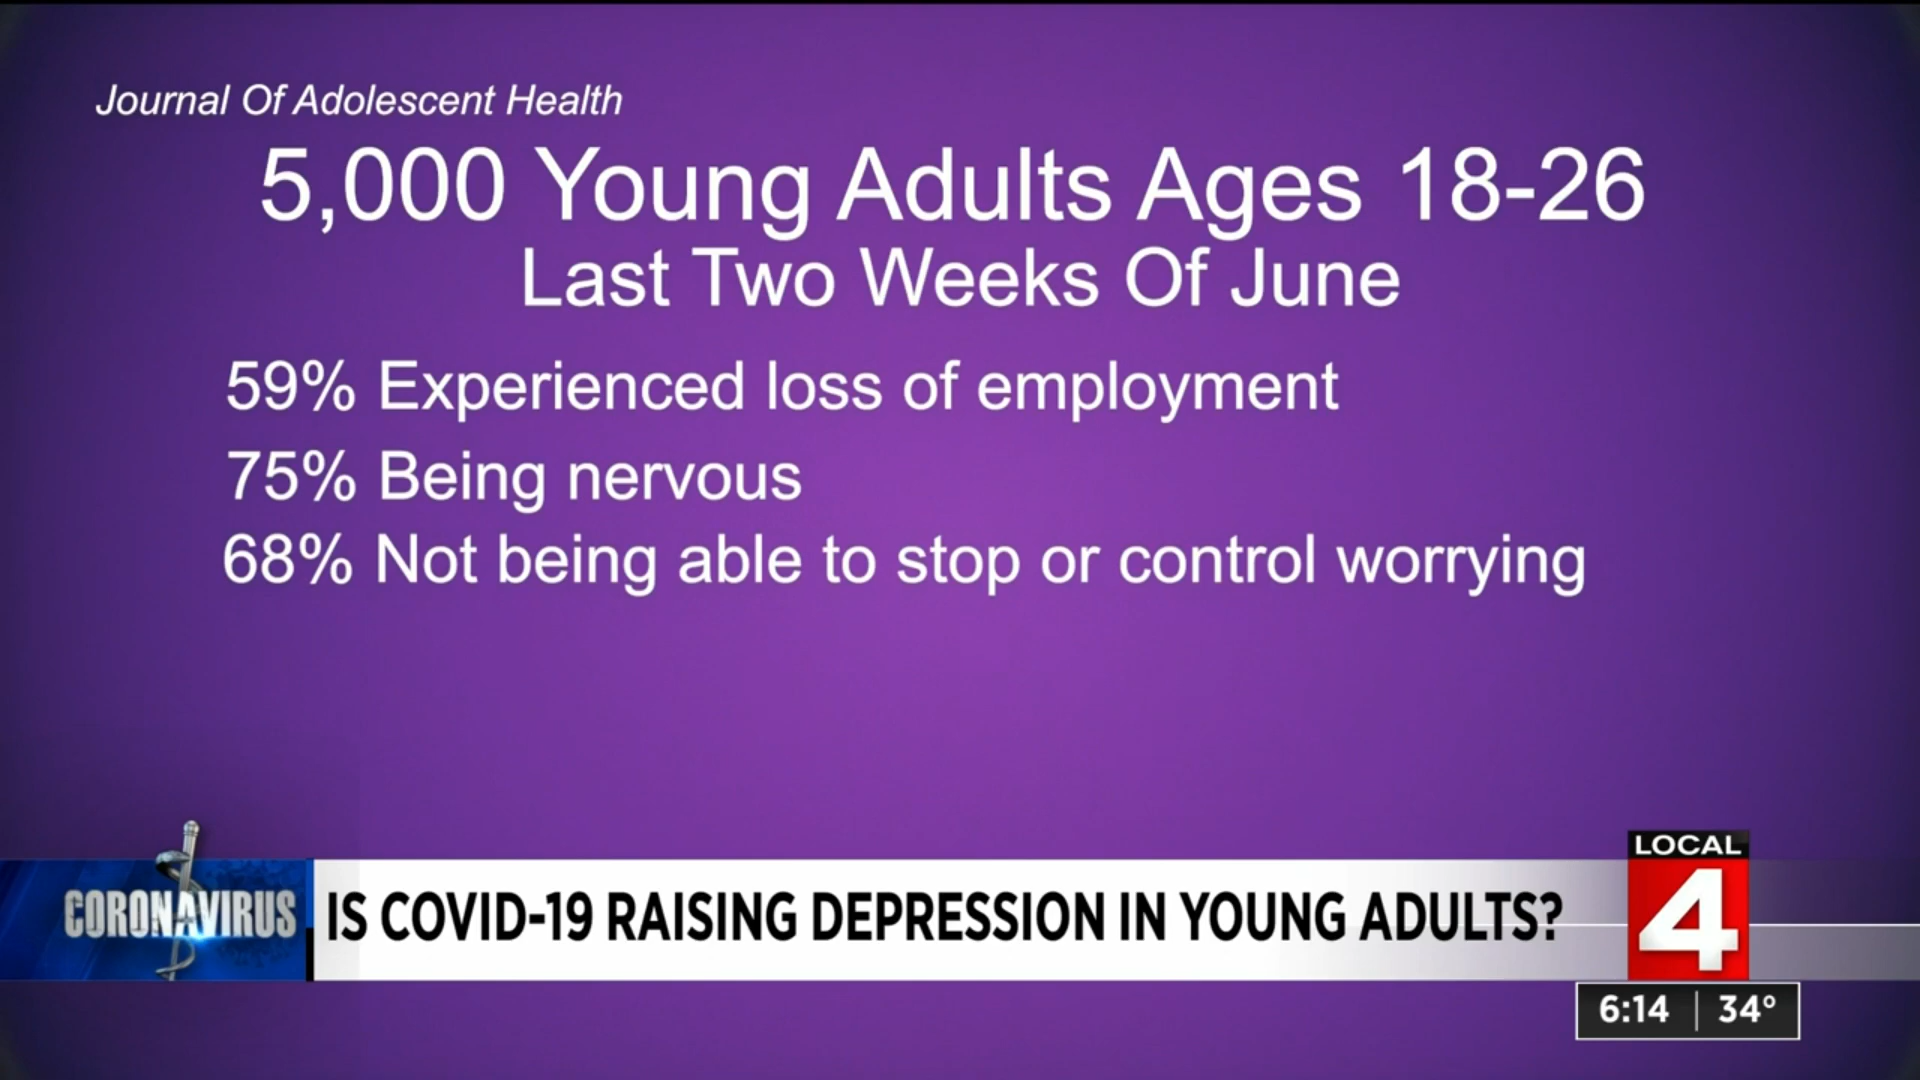 Journal Of Adolescent Health
5,000 Young Adults Ages 18-26
Last Two Weeks Of June
59% Experienced loss of employment
75% Being nervous
68% Not being able to stop or control worrying
CORONAVIRUS
IS COVID-19 RAISING DEPRESSION IN YOUNG ADULTS?
LOCAL
4
6:14 34°